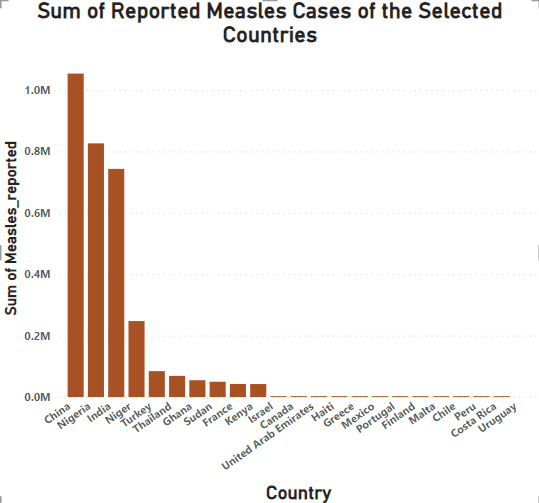 Sum of Reported Measles Cases of the Selected
Countries
Sum of Measles_reported
1.0M
0.8M
0.6M
0.4M
0.2M
0.0M
China
Nigeria
India
Niger
Turkey
Thailand
Ghana
Sudan
France
Kenya
Israel
Canada
United Arab Emirates
Haiti
Greece
Mexico
Portugal
Finland
Malta
Chile
Peru
Costa Rica
Uruguay
Country